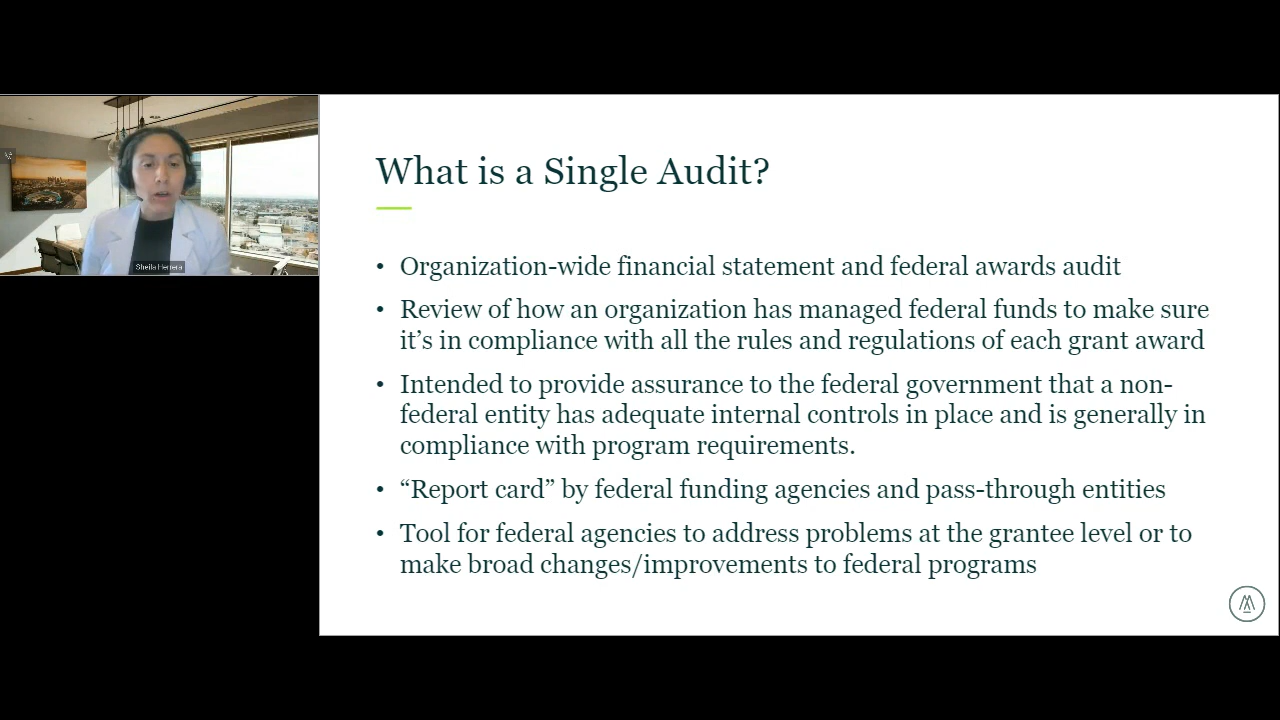 Sheila Herrera
What is a Single Audit?
• Organization-wide financial statement and federal awards audit
• Review of how an organization has managed federal funds to make sure
it’s in compliance with all the rules and regulations of each grant award
• Intended to provide assurance to the federal government that a non-
federal entity has adequate internal controls in place and is generally in
compliance with program requirements.
• “Report card” by federal funding agencies and pass-through entities
• Tool for federal agencies to address problems at the grantee level or to
make broad changes/improvements to federal programs